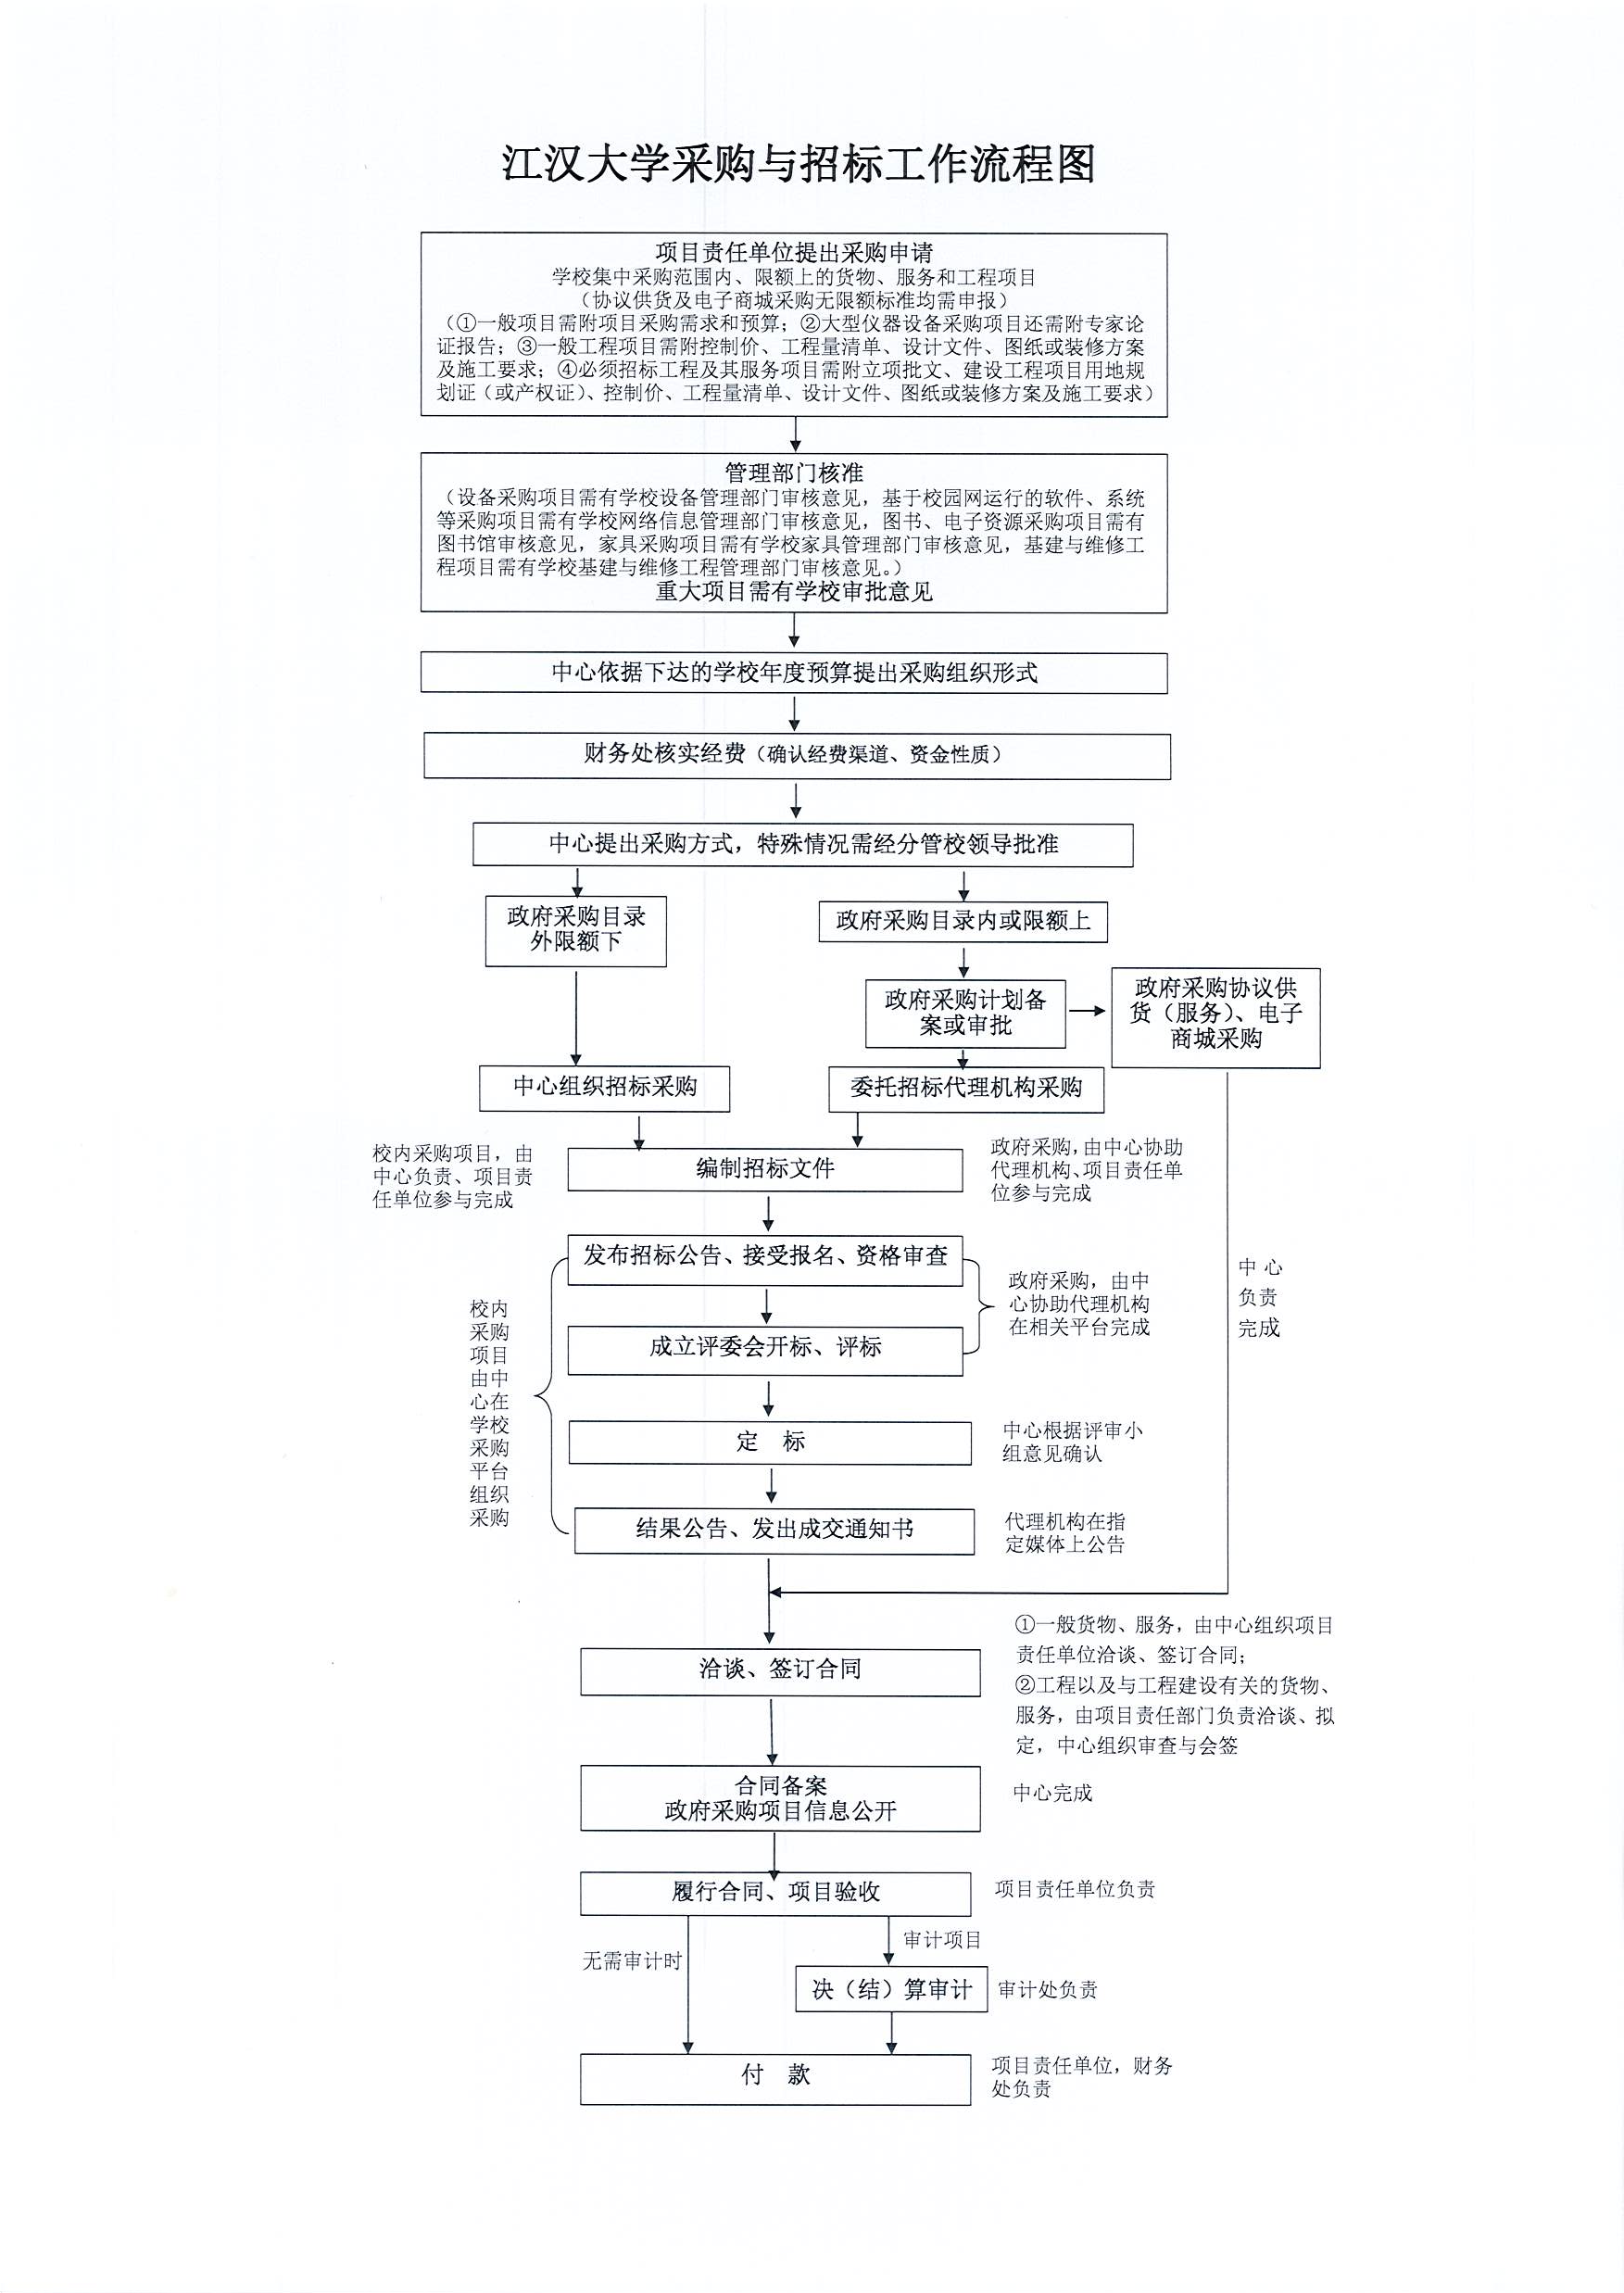 江汉大学采购与招标工作流程图
项目责任单位提出采购申请
学校集中采购范围内、限额上的货物、服务和工程项目
（协议供货及电子商城采购无限额标准均需申报）
（①一般项目需附项目采购需求和预算；②大型仪器设备采购项目还需附专家论
证报告；③一般工程项目需附控制价、工程量清单、设计文件、图纸或装修方案
及施工要求；④必须招标工程及其服务项目需附立项批文、建设工程项目用地规
划证（或产权证）、控制价、工程量清单、设计文件、图纸或装修方案及施工要求）
管理部门核准
（设备采购项目需有学校设备管理部门审核意见，基于校园网运行的软件、系统
等采购项目需有学校网络信息管理部门审核意见，图书、电子资源采购项目需有
图书馆审核意见，家具采购项目需有学校家具管理部门审核意见，基建与维修工
程项目需有学校基建与维修工程管理部门审核意见。）
重大项目需有学校审批意见
中心依据下达的学校年度预算提出采购组织形式
财务处核实经费（确认经费渠道、资金性质）
中心提出采购方式，特殊情况需经分管校领导批准
政府采购目录
外限额下
政府采购目录内或限额上
政府采购计划备
案或审批
政府采购协议供
货（服务）、电子
商城采购
中心组织招标采购
委托招标代理机构采购
校内采购项目，由
中心负责、项目责
任单位参与完成
编制招标文件
政府采购，由中心协助
代理机构、项目责任单
位参与完成
发布招标公告、接受报名、资格审查
政府采购，由中
心协助代理机构
在相关平台完成
中心
负责
完成
校内
采购
项目
由中
心在
学校
采购
平台
组织
采购
成立评委会开标、评标
定 标
中心根据评审小
组意见确认
结果公告、发出成交通知书
代理机构在指
定媒体上公告
洽谈、签订合同
①一般货物、服务，由中心组织项目
责任单位洽谈、签订合同；
②工程以及与工程建设有关的货物、
服务，由项目责任部门负责洽谈、拟
定，中心组织审查与会签
合同备案
政府采购项目信息公开
中心完成
履行合同、项目验收
项目责任单位负责
无需审计时
审计项目
决（结）算审计
审计处负责
付 款
项目责任单位，财务
处负责